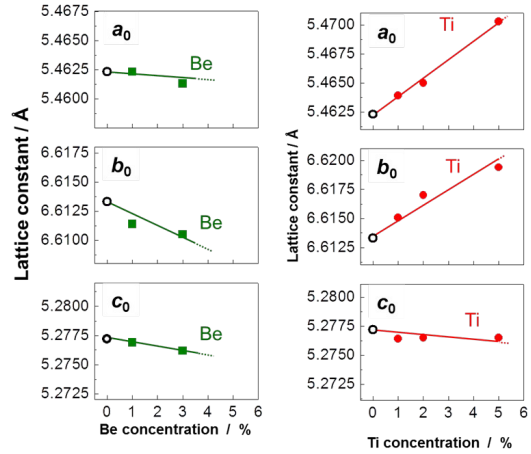 5.4675
5.4650
5.4625
5.4600
a0
Be
6.6175
6.6150
6.6125
6.6100
b0
Be
5.2800
5.2775
5.2750
5.2725
c0
Be
0 1 2 3 4 5 6
Be concentration / %
Lattice constant / Å
5.4700
5.4675
5.4650
5.4625
a0
Ti
6.6200
6.6175
6.6150
6.6125
b0
Ti
5.2800
5.2775
5.2750
5.2725
c0
Ti
0 1 2 3 4 5 6
Ti concentration / %
Lattice constant / Å